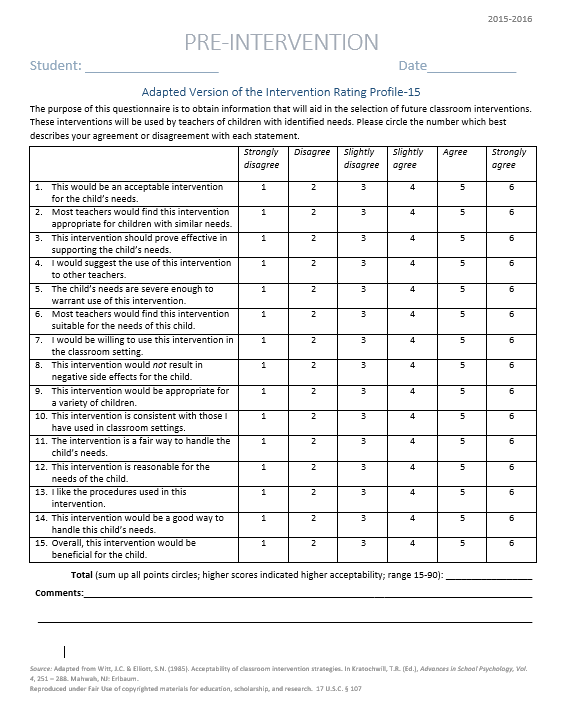 2015-2016
PRE-INTERVENTION
Student: ___________________ Date_____________
Adapted Version of the Intervention Rating Profile-15
The purpose of this questionnaire is to obtain information that will aid in the selection of future classroom interventions.
These interventions will be used by teachers of children with identified needs. Please circle the number which best
describes your agreement or disagreement with each statement.
Strongly disagree Disagree Slightly disagree Slightly agree Agree Strongly agree
1. This would be an acceptable intervention 1 2 3 4 5 6
for the child's needs.
2. Most teachers would find this intervention 1 2 3 4 5 6
appropriate for children with similar needs.
3. This intervention should prove effective in 1 2 3 4 5 6
supporting the child's needs.
4. I would suggest the use of this intervention 1 2 3 4 5 6
to other teachers.
5. The child's needs are severe enough to 1 2 3 4 5 6
warrant use of this intervention.
6. Most teachers would find this intervention 1 2 3 4 5 6
suitable for the needs of this child.
7. I would be willing to use this intervention in 1 2 3 4 5 6
the classroom setting.
8. This intervention would not result in 1 2 3 4 5 6
negative side effects for the child.
9. This intervention would be appropriate for 1 2 3 4 5 6
a variety of children.
10. This intervention is consistent with those I 1 2 3 4 5 6
have used in classroom settings.
11. The intervention is a fair way to handle the 1 2 3 4 5 6
child's needs.
12. This intervention is reasonable for the 1 2 3 4 5 6
needs of the child.
13. I like the procedures used in this 1 2 3 4 5 6
intervention.
14. This intervention would be a good way to 1 2 3 4 5 6
handle this child's needs.
15. Overall, this intervention would be 1 2 3 4 5 6
beneficial for the child.
Total (sum up all points circles; higher scores indicated higher acceptability; range 15-90): ________________
Comments:
Source: Adapted from Witt, J.C. & Elliott, S.N. (1985). Acceptability of classroom intervention strategies. In Kratochwill, T.R. (Ed.), Advances in School Psychology, Vol.
4, 251 – 288. Mahwah, NJ: Erlbaum.
Reproduced under Fair Use of copyrighted materials for education, scholarship, and research. 17 U.S.C. § 107